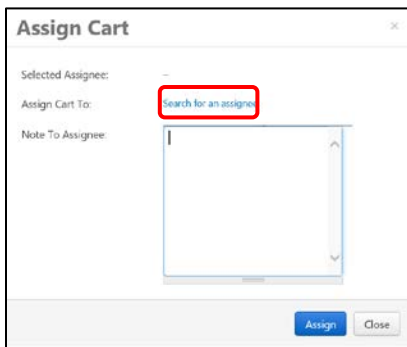 Assign Cart ×
Selected Assignee: –
Assign Cart To: Search for an assignee
Note To Assignee:
Assign Close